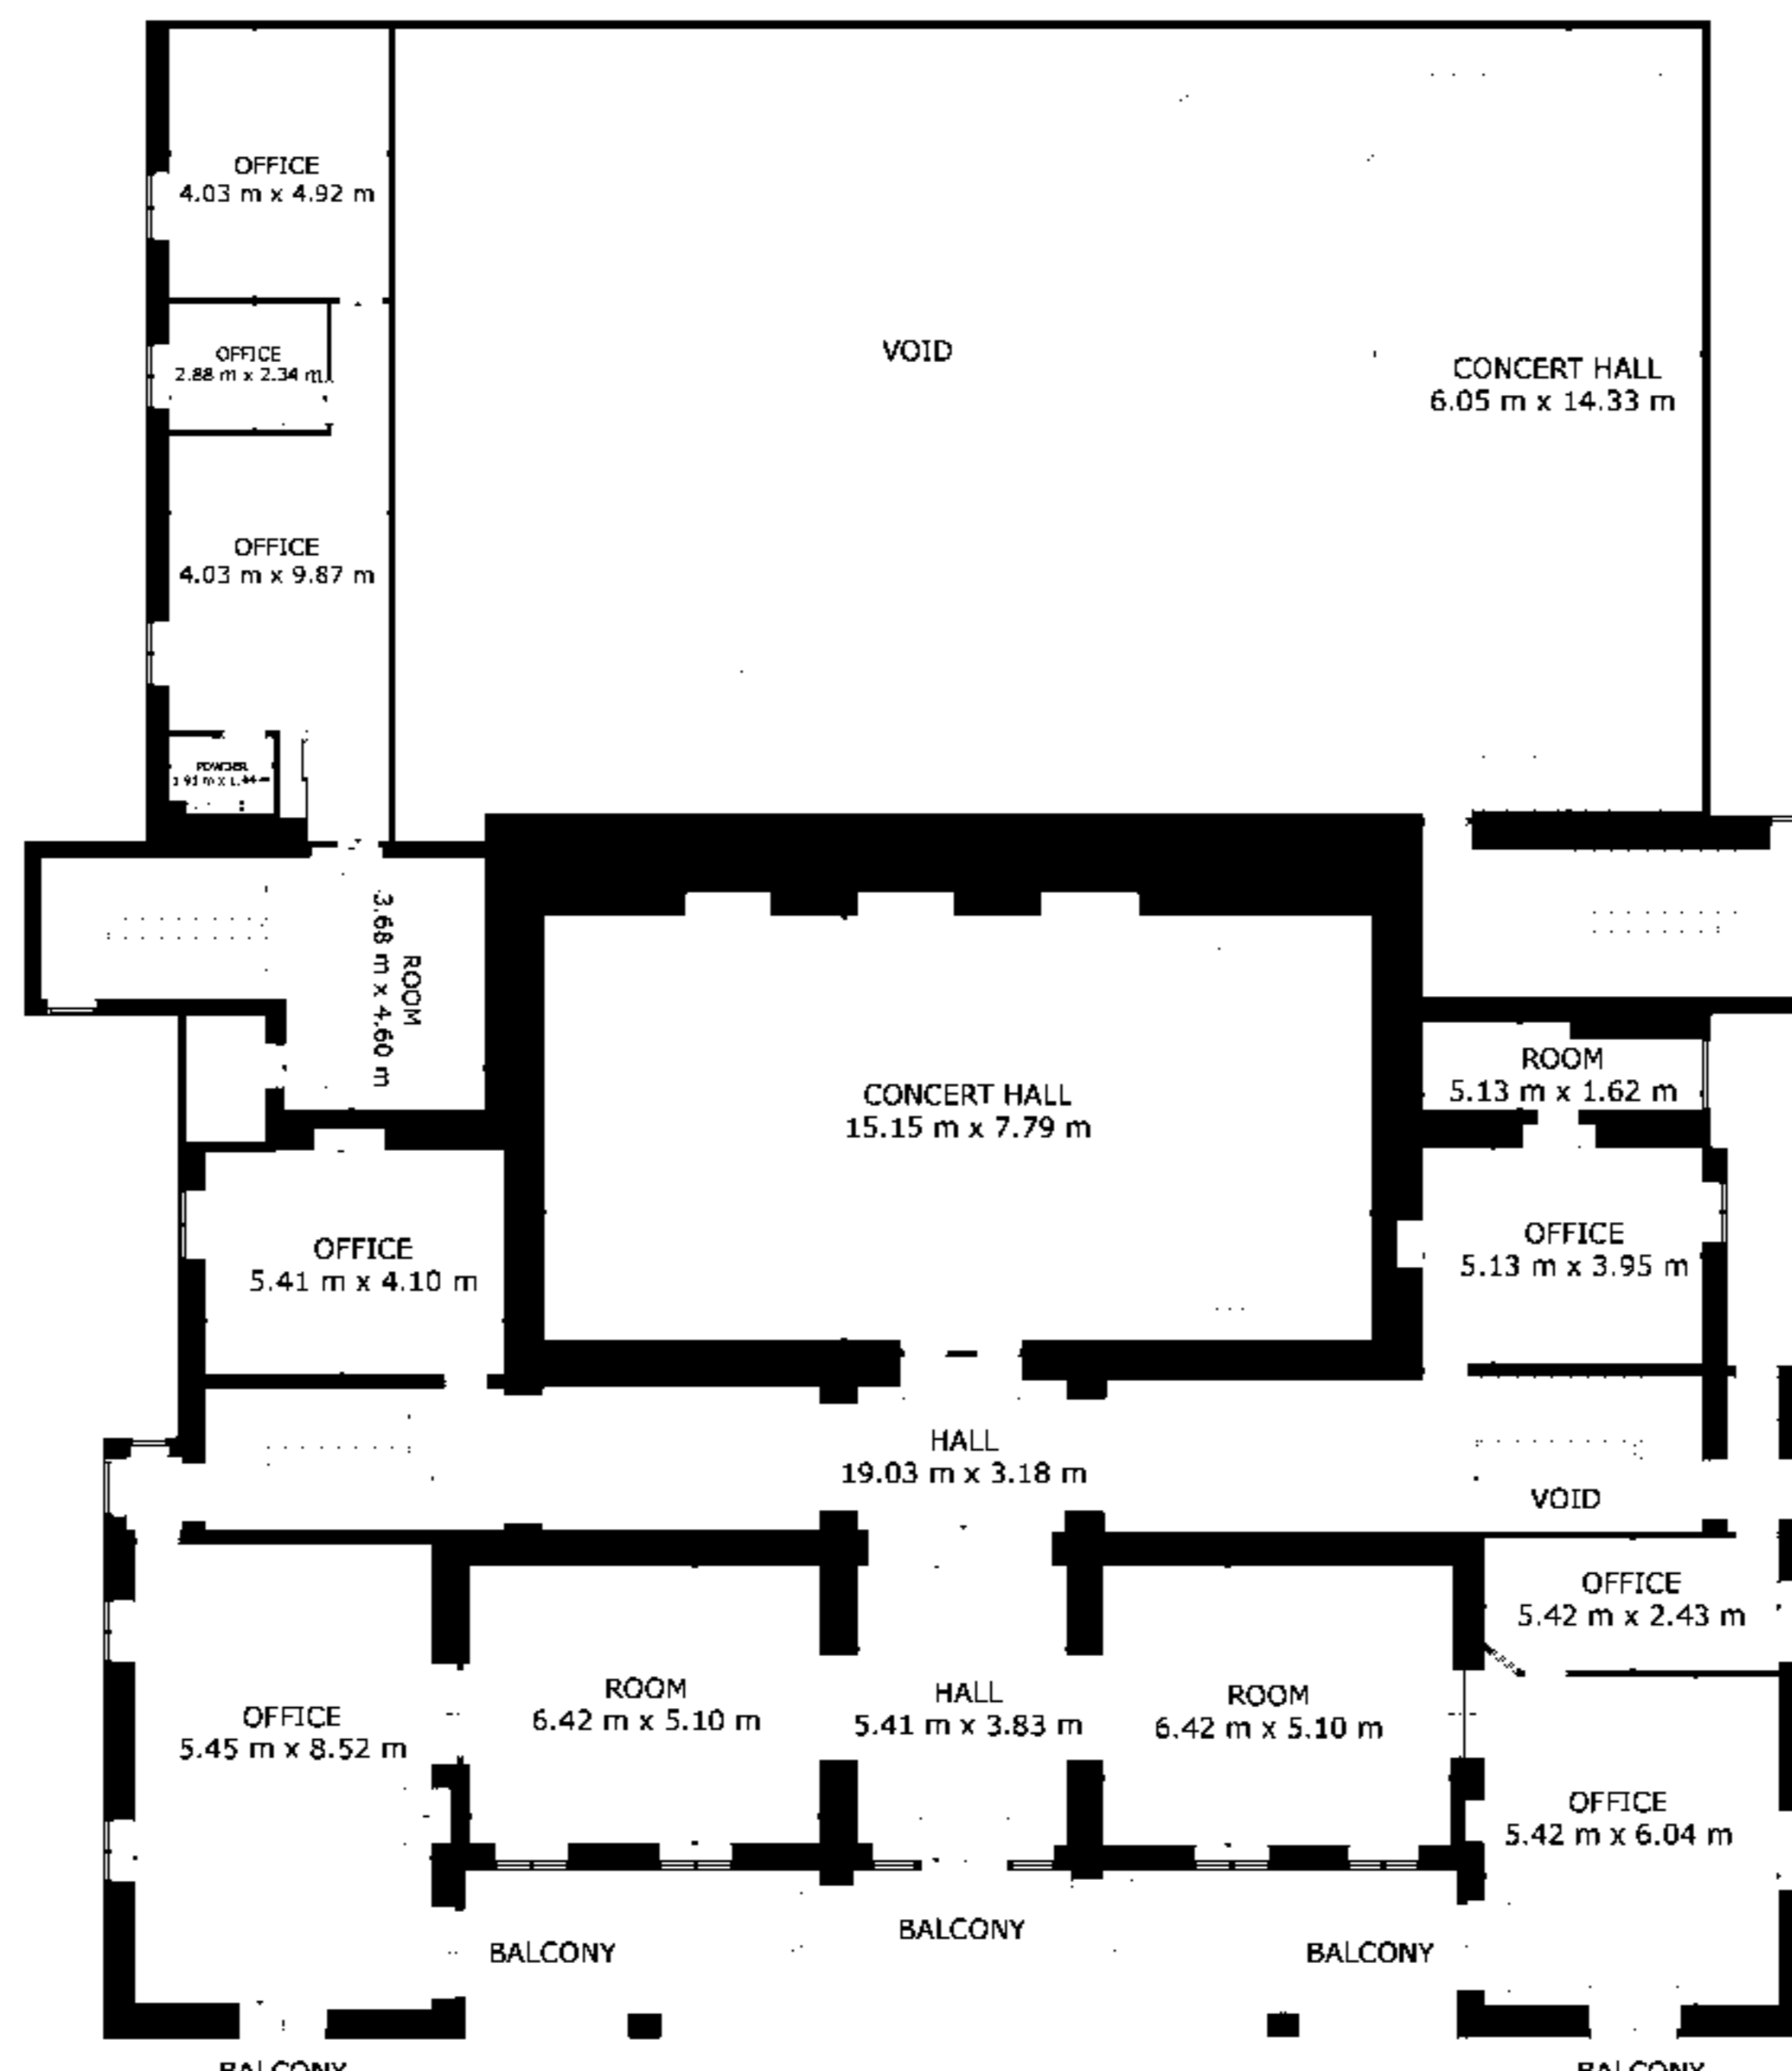 OFFICE
4.03 m x 4.92 m
VOID
OFFICE
2.88 m x 2.34 m
CONCERT HALL
6.05 m x 14.33 m
OFFICE
4.03 m x 9.87 m
POWDER
ROOM
3.68 m x 4.60 m
CONCERT HALL
15.15 m x 7.79 m
ROOM
5.13 m x 1.62 m
OFFICE
5.41 m x 4.10 m
OFFICE
5.13 m x 3.95 m
HALL
19.03 m x 3.18 m
VOID
OFFICE
5.42 m x 2.43 m
OFFICE
5.45 m x 8.52 m
ROOM
6.42 m x 5.10 m
HALL
5.41 m x 3.83 m
ROOM
6.42 m x 5.10 m
OFFICE
5.42 m x 6.04 m
BALCONY
BALCONY
BALCONY
BALCONY
BALCONY